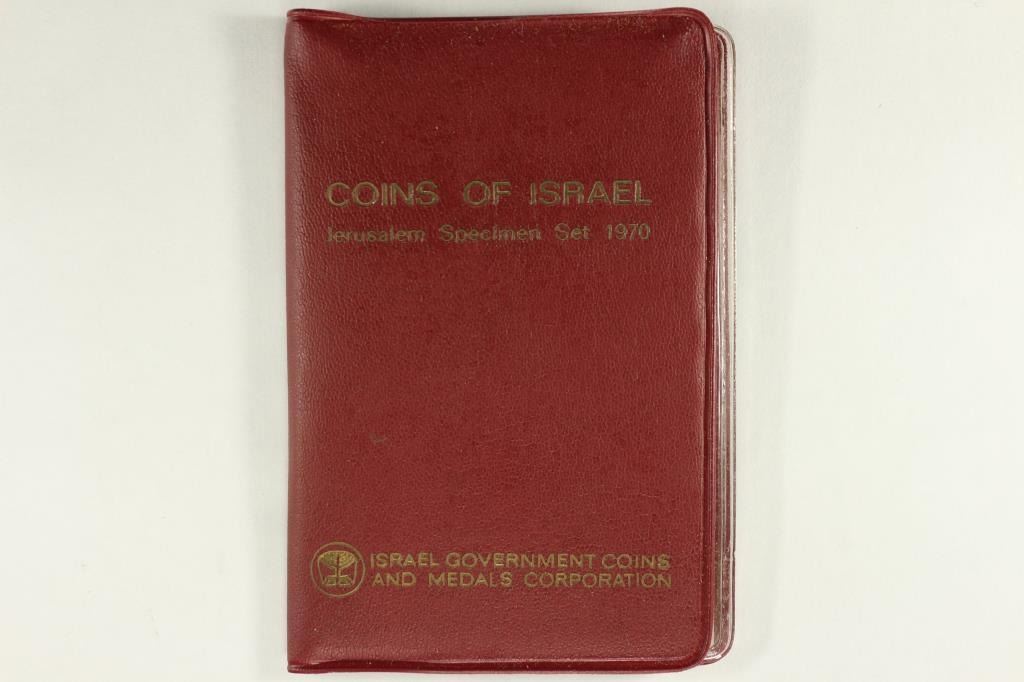 COINS OF ISRAEL
Jerusalem Specimen Set 1970
ISRAEL GOVERNMENT COINS
AND MEDALS CORPORATION